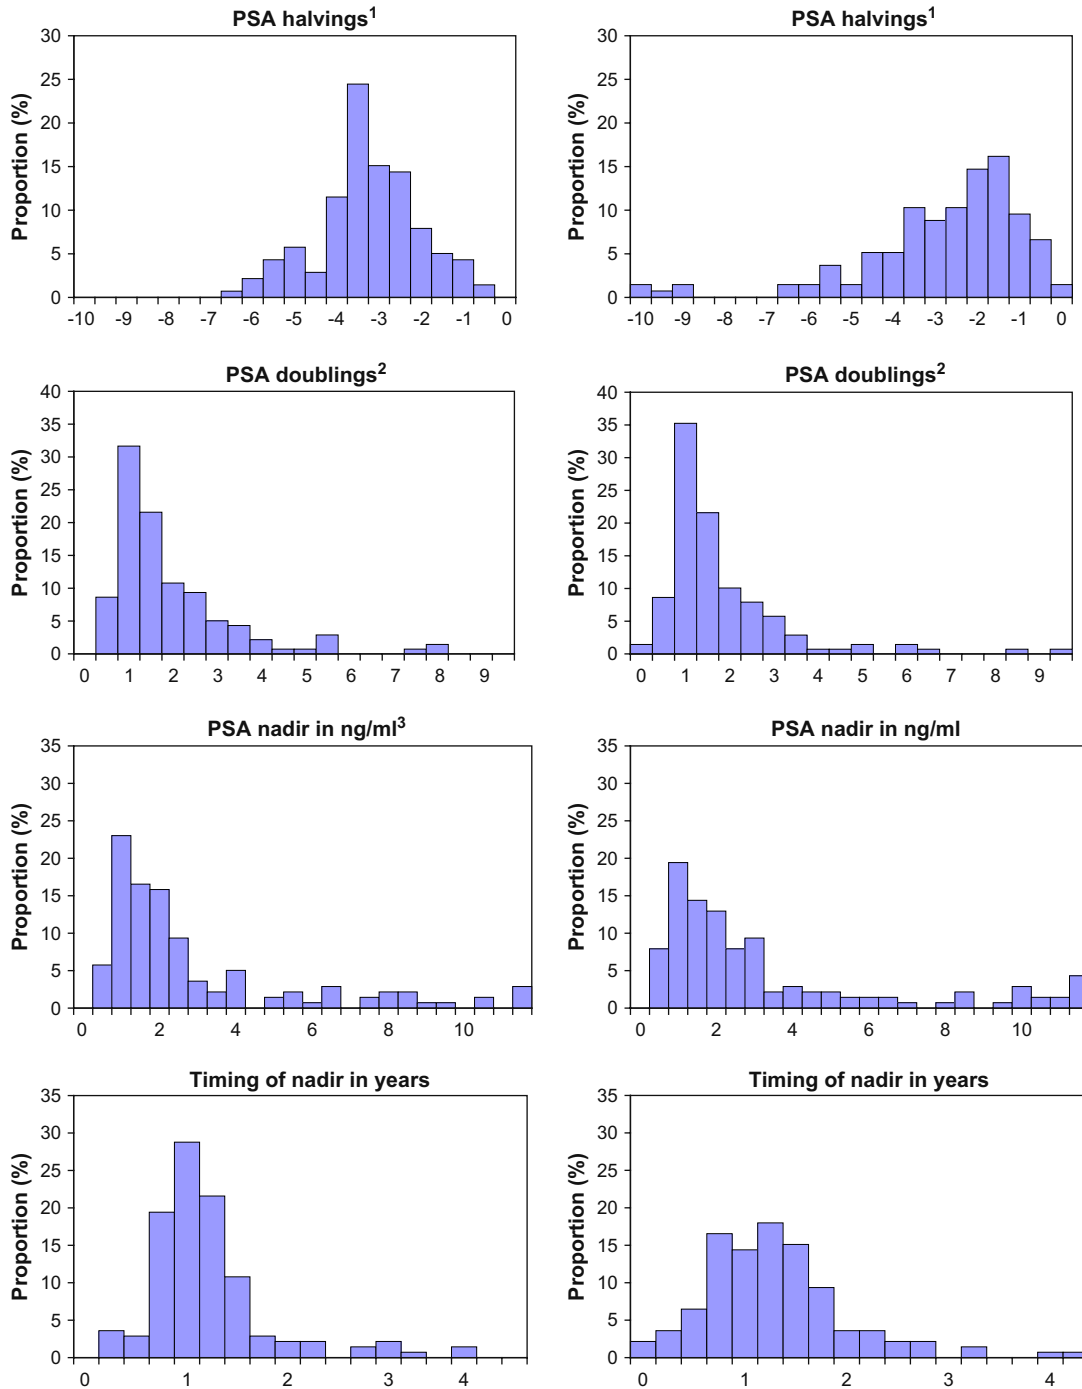 PSA halvings¹
Proportion (%)
30
25
20
15
10
5
0
-10 -9 -8 -7 -6 -5 -4 -3 -2 -1 0
PSA halvings¹
Proportion (%)
30
25
20
15
10
5
0
-10 -9 -8 -7 -6 -5 -4 -3 -2 -1 0
PSA doublings²
Proportion (%)
40
35
30
25
20
15
10
5
0
0 1 2 3 4 5 6 7 8 9
PSA doublings²
Proportion (%)
40
35
30
25
20
15
10
5
0
0 1 2 3 4 5 6 7 8 9
PSA nadir in ng/ml³
Proportion (%)
35
30
25
20
15
10
5
0
0 2 4 6 8 10
PSA nadir in ng/ml
Proportion (%)
35
30
25
20
15
10
5
0
0 2 4 6 8 10
Timing of nadir in years
Proportion (%)
35
30
25
20
15
10
5
0
0 1 2 3 4
Timing of nadir in years
Proportion (%)
35
30
25
20
15
10
5
0
0 1 2 3 4